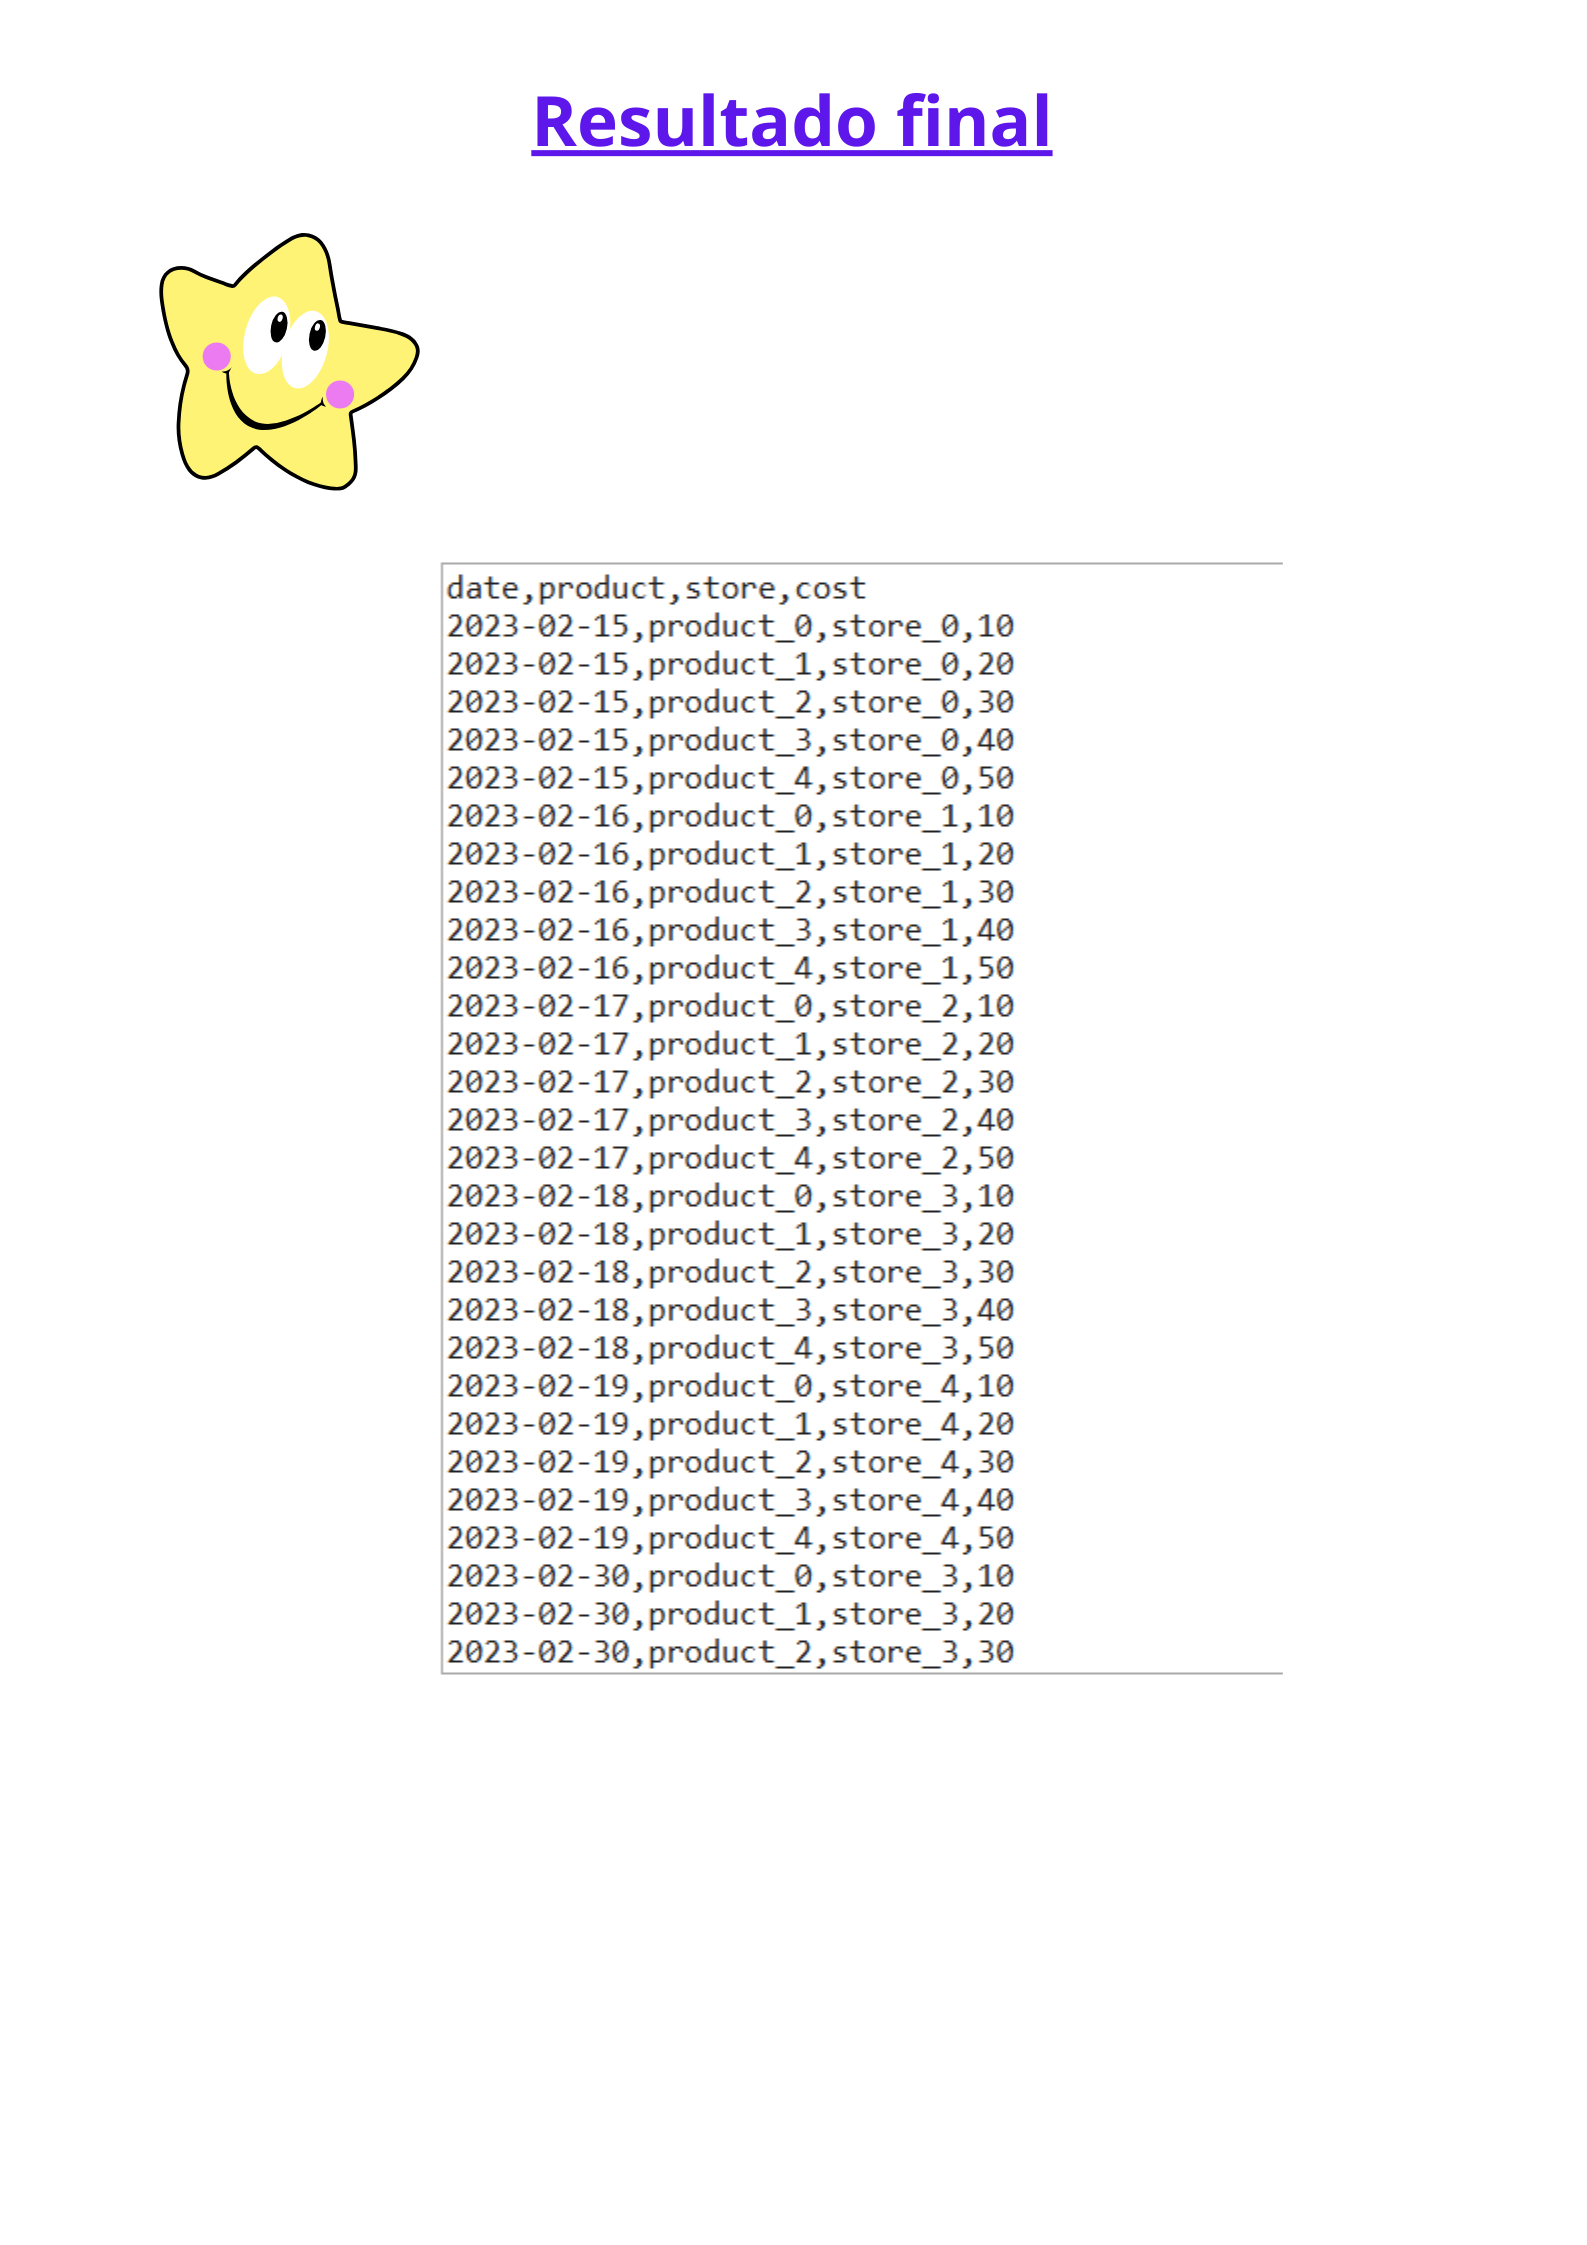 Resultado final
date,product,store,cost
2023-02-15,product_0,store_0,10
2023-02-15,product_1,store_0,20
2023-02-15,product_2,store_0,30
2023-02-15,product_3,store_0,40
2023-02-15,product_4,store_0,50
2023-02-16,product_0,store_1,10
2023-02-16,product_1,store_1,20
2023-02-16,product_2,store_1,30
2023-02-16,product_3,store_1,40
2023-02-16,product_4,store_1,50
2023-02-17,product_0,store_2,10
2023-02-17,product_1,store_2,20
2023-02-17,product_2,store_2,30
2023-02-17,product_3,store_2,40
2023-02-17,product_4,store_2,50
2023-02-18,product_0,store_3,10
2023-02-18,product_1,store_3,20
2023-02-18,product_2,store_3,30
2023-02-18,product_3,store_3,40
2023-02-18,product_4,store_3,50
2023-02-19,product_0,store_4,10
2023-02-19,product_1,store_4,20
2023-02-19,product_2,store_4,30
2023-02-19,product_3,store_4,40
2023-02-19,product_4,store_4,50
2023-02-30,product_0,store_3,10
2023-02-30,product_1,store_3,20
2023-02-30,product_2,store_3,30